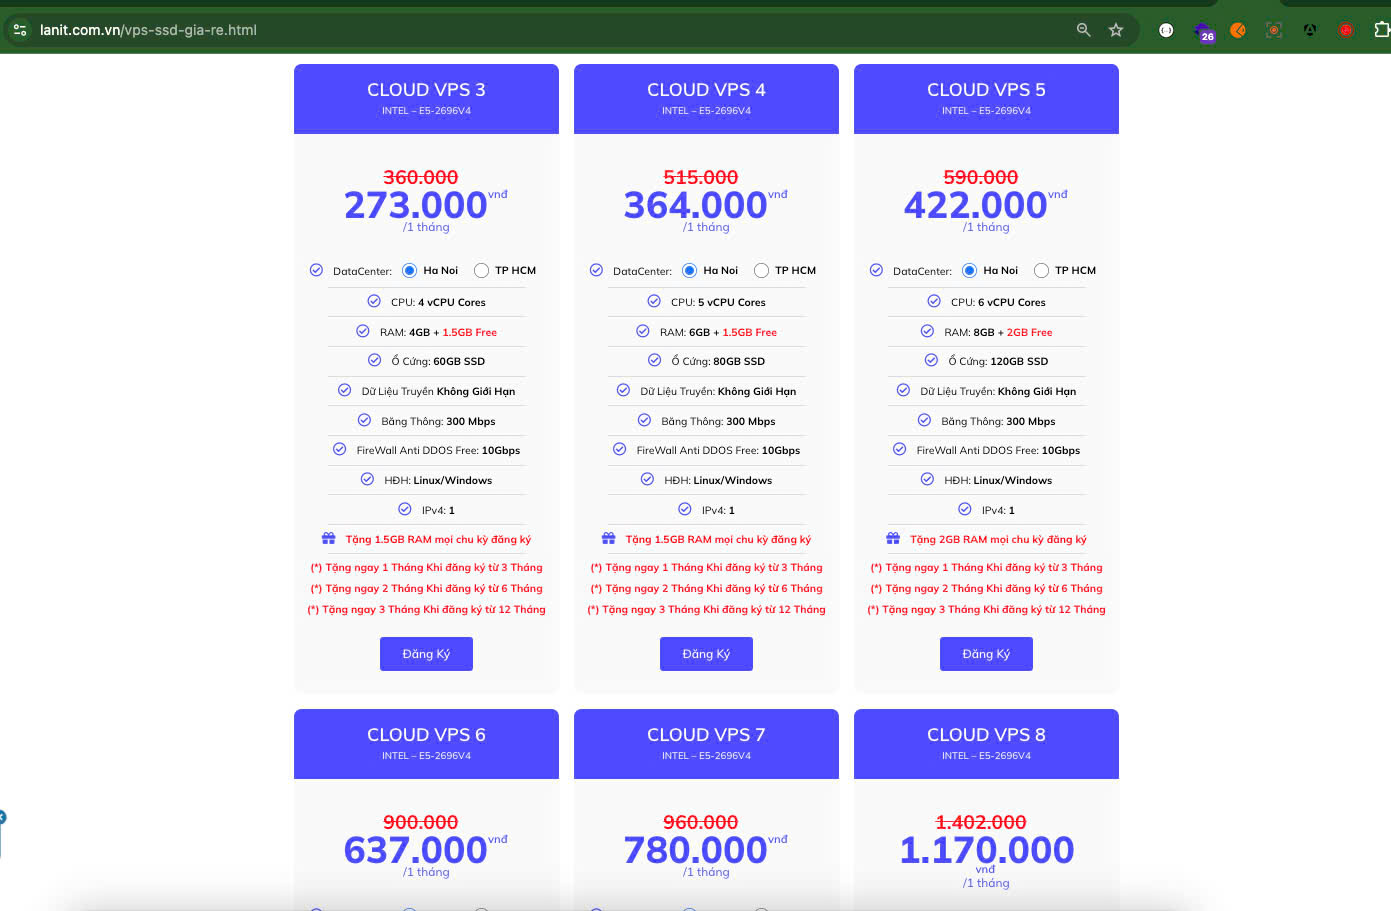 lanit.com.vn/vps-ssd-gia-re.html
26
CLOUD VPS 3
INTEL – E5-2696V4
360.000
273.000 vnđ
/1 tháng
DataCenter: Ha Noi TP HCM
CPU: 4 vCPU Cores
RAM: 4GB + 1.5GB Free
Ổ Cứng: 60GB SSD
Dữ Liệu Truyền Không Giới Hạn
Băng Thông: 300 Mbps
FireWall Anti DDOS Free: 10Gbps
HĐH: Linux/Windows
IPv4: 1
Tặng 1.5GB RAM mọi chu kỳ đăng ký
(*) Tặng ngay 1 Tháng Khi đăng ký từ 3 Tháng
(*) Tặng ngay 2 Tháng Khi đăng ký từ 6 Tháng
(*) Tặng ngay 3 Tháng Khi đăng ký từ 12 Tháng
Đăng Ký
CLOUD VPS 4
INTEL – E5-2696V4
515.000
364.000 vnđ
/1 tháng
DataCenter: Ha Noi TP HCM
CPU: 5 vCPU Cores
RAM: 6GB + 1.5GB Free
Ổ Cứng: 80GB SSD
Dữ Liệu Truyền: Không Giới Hạn
Băng Thông: 300 Mbps
FireWall Anti DDOS Free: 10Gbps
HĐH: Linux/Windows
IPv4: 1
Tặng 1.5GB RAM mọi chu kỳ đăng ký
(*) Tặng ngay 1 Tháng Khi đăng ký từ 3 Tháng
(*) Tặng ngay 2 Tháng Khi đăng ký từ 6 Tháng
(*) Tặng ngay 3 Tháng Khi đăng ký từ 12 Tháng
Đăng Ký
CLOUD VPS 5
INTEL – E5-2696V4
590.000
422.000 vnđ
/1 tháng
DataCenter: Ha Noi TP HCM
CPU: 6 vCPU Cores
RAM: 8GB + 2GB Free
Ổ Cứng: 120GB SSD
Dữ Liệu Truyền: Không Giới Hạn
Băng Thông: 300 Mbps
FireWall Anti DDOS Free: 10Gbps
HĐH: Linux/Windows
IPv4: 1
Tặng 2GB RAM mọi chu kỳ đăng ký
(*) Tặng ngay 1 Tháng Khi đăng ký từ 3 Tháng
(*) Tặng ngay 2 Tháng Khi đăng ký từ 6 Tháng
(*) Tặng ngay 3 Tháng Khi đăng ký từ 12 Tháng
Đăng Ký
CLOUD VPS 6
INTEL – E5-2696V4
900.000
637.000 vnđ
/1 tháng
CLOUD VPS 7
INTEL – E5-2696V4
960.000
780.000 vnđ
/1 tháng
CLOUD VPS 8
INTEL – E5-2696V4
1.402.000
1.170.000
vnđ
/1 tháng